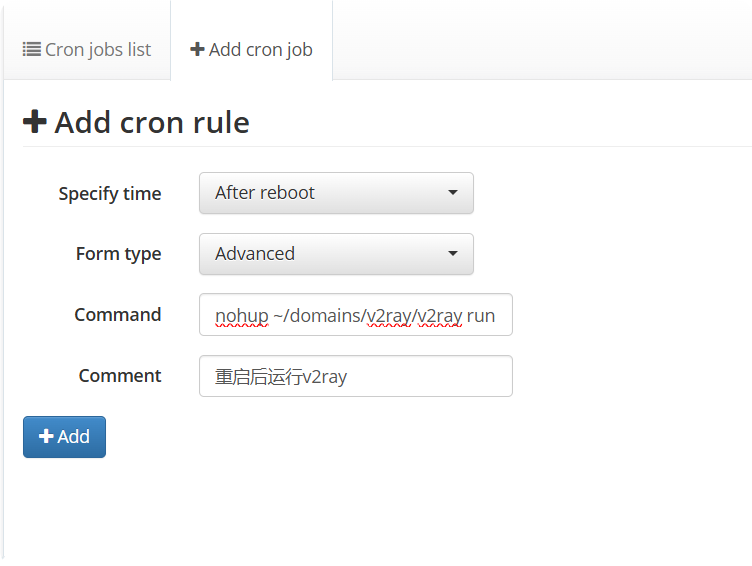 Cron jobs list
Add cron job
Add cron rule
Specify time
After reboot
Form type
Advanced
Command
nohup ~/domains/v2ray/v2ray run
Comment
重启后运行v2ray
Add